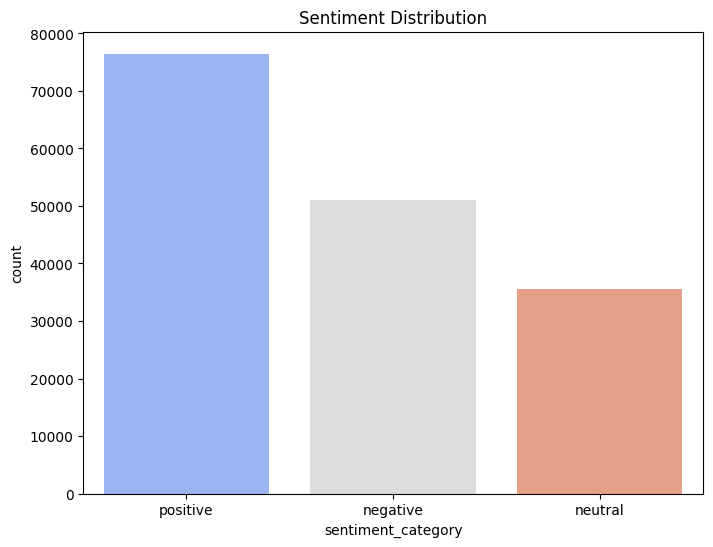 Sentiment Distribution
80000
70000
60000
50000
40000
30000
20000
10000
0
count
positive
negative
neutral
sentiment_category